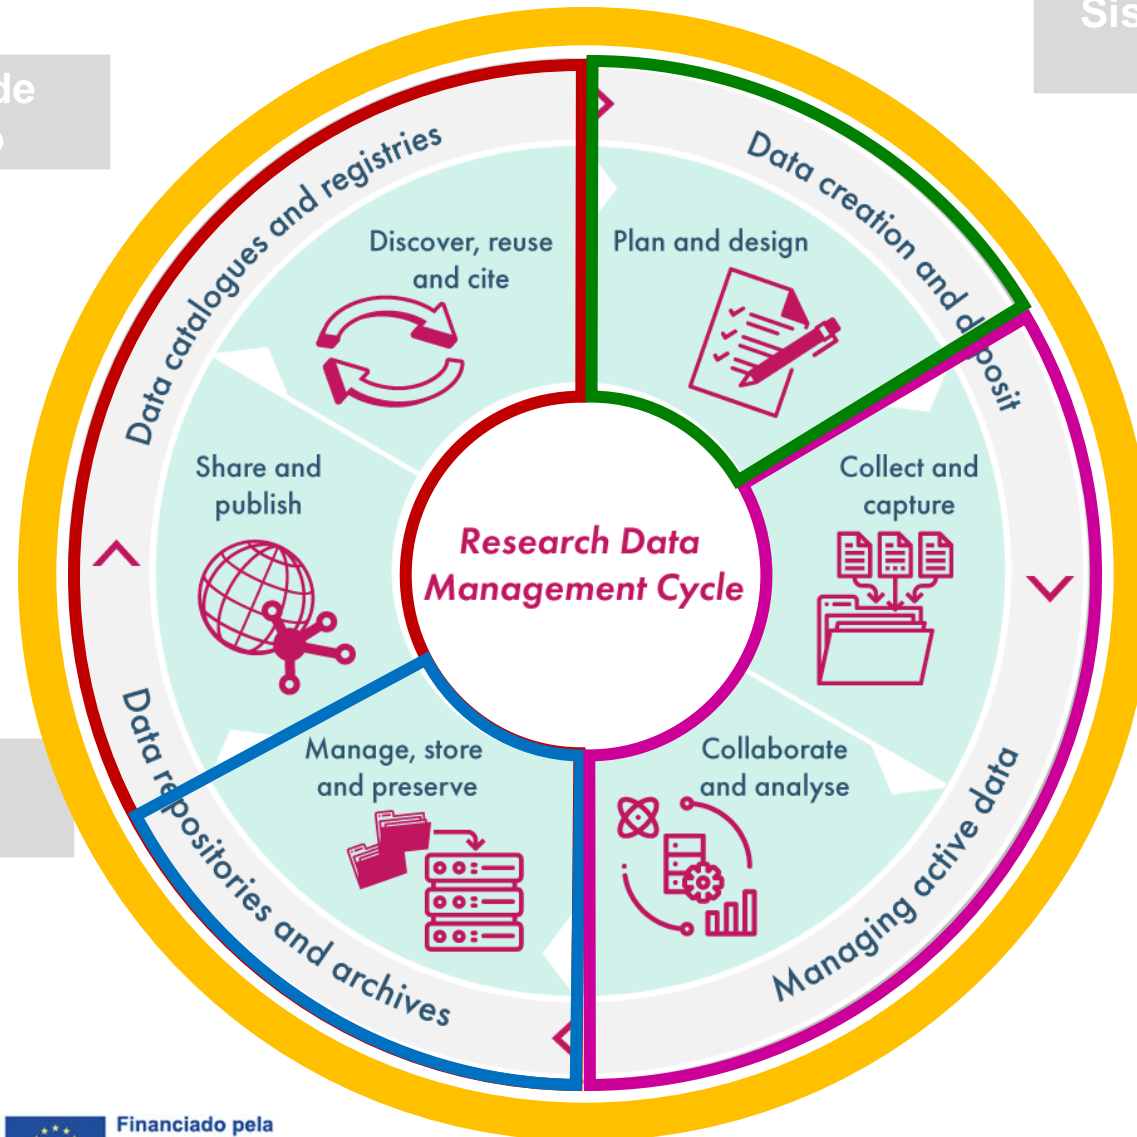 Sis
de
Data catalogues and registries
Data creation and deposit
Discover, reuse
and cite
Plan and design
Share and
publish
Collect and
capture
Research Data
Management Cycle
Manage, store
and preserve
Collaborate
and analyse
Data repositories and archives
Managing active data
Financiado pela